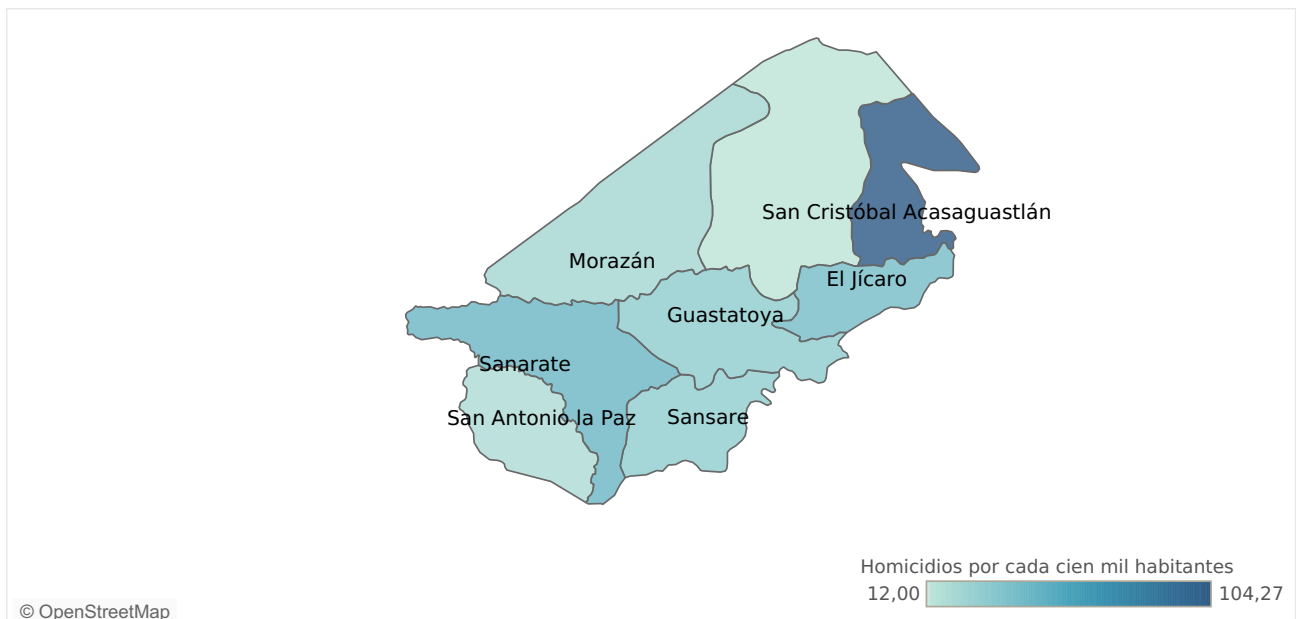 San Cristóbal Acasaguastlán
Morazán
El Jícaro
Guastatoya
Sanarate
San Antonio la Paz
Sansare
Homicidios por cada cien mil habitantes
12,00
104,27
© OpenStreetMap